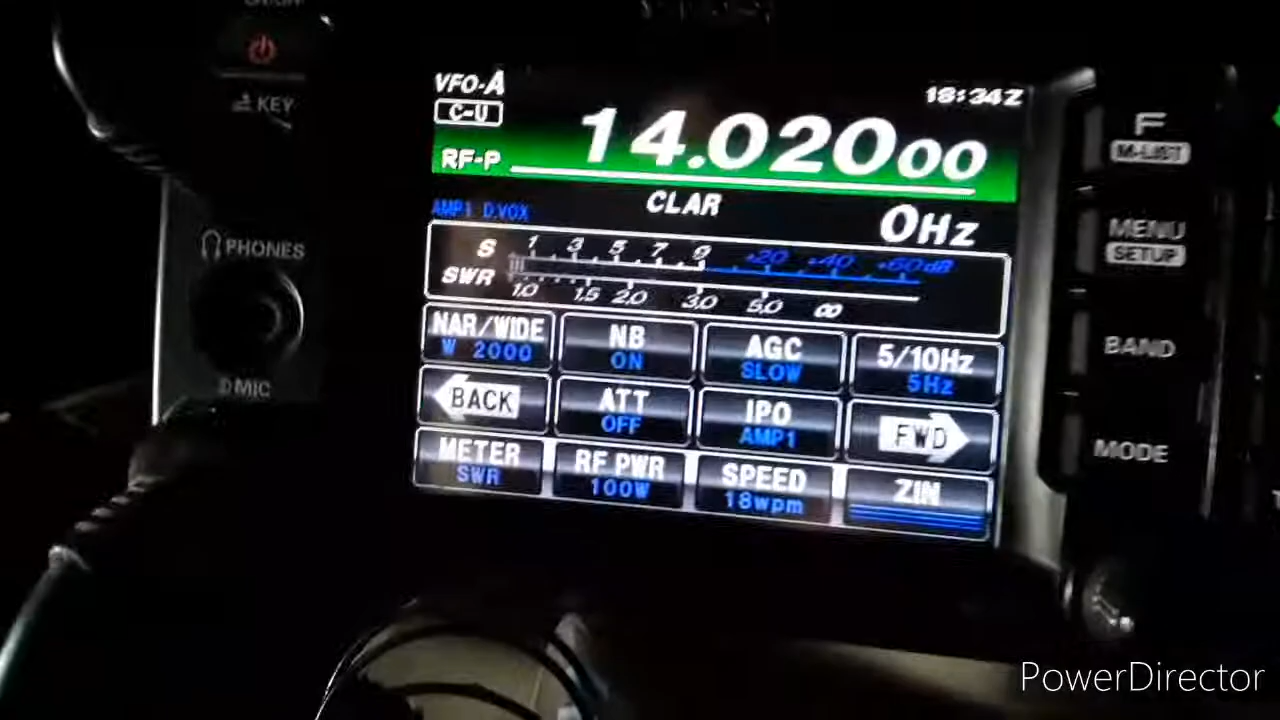 KEY
PHONES
D MIC
VFO-A
18:34Z
C-U
14.02000
RF-P
CLAR
0Hz
AMP1 D.VOX
S 1 3 5 7 9 +20 +40 +60dB
SWR 1.0 1.5 2.0 3.0 5.0 ∞
NAR/WIDE NB AGC 5/10Hz
W 2000 ON SLOW 5Hz
BACK ATT IPO FWD
OFF AMP1
METER RF PWR SPEED ZIN
SWR 100W 18wpm
F
M-LIST
MENU
SETUP
BAND
MODE
PowerDirector